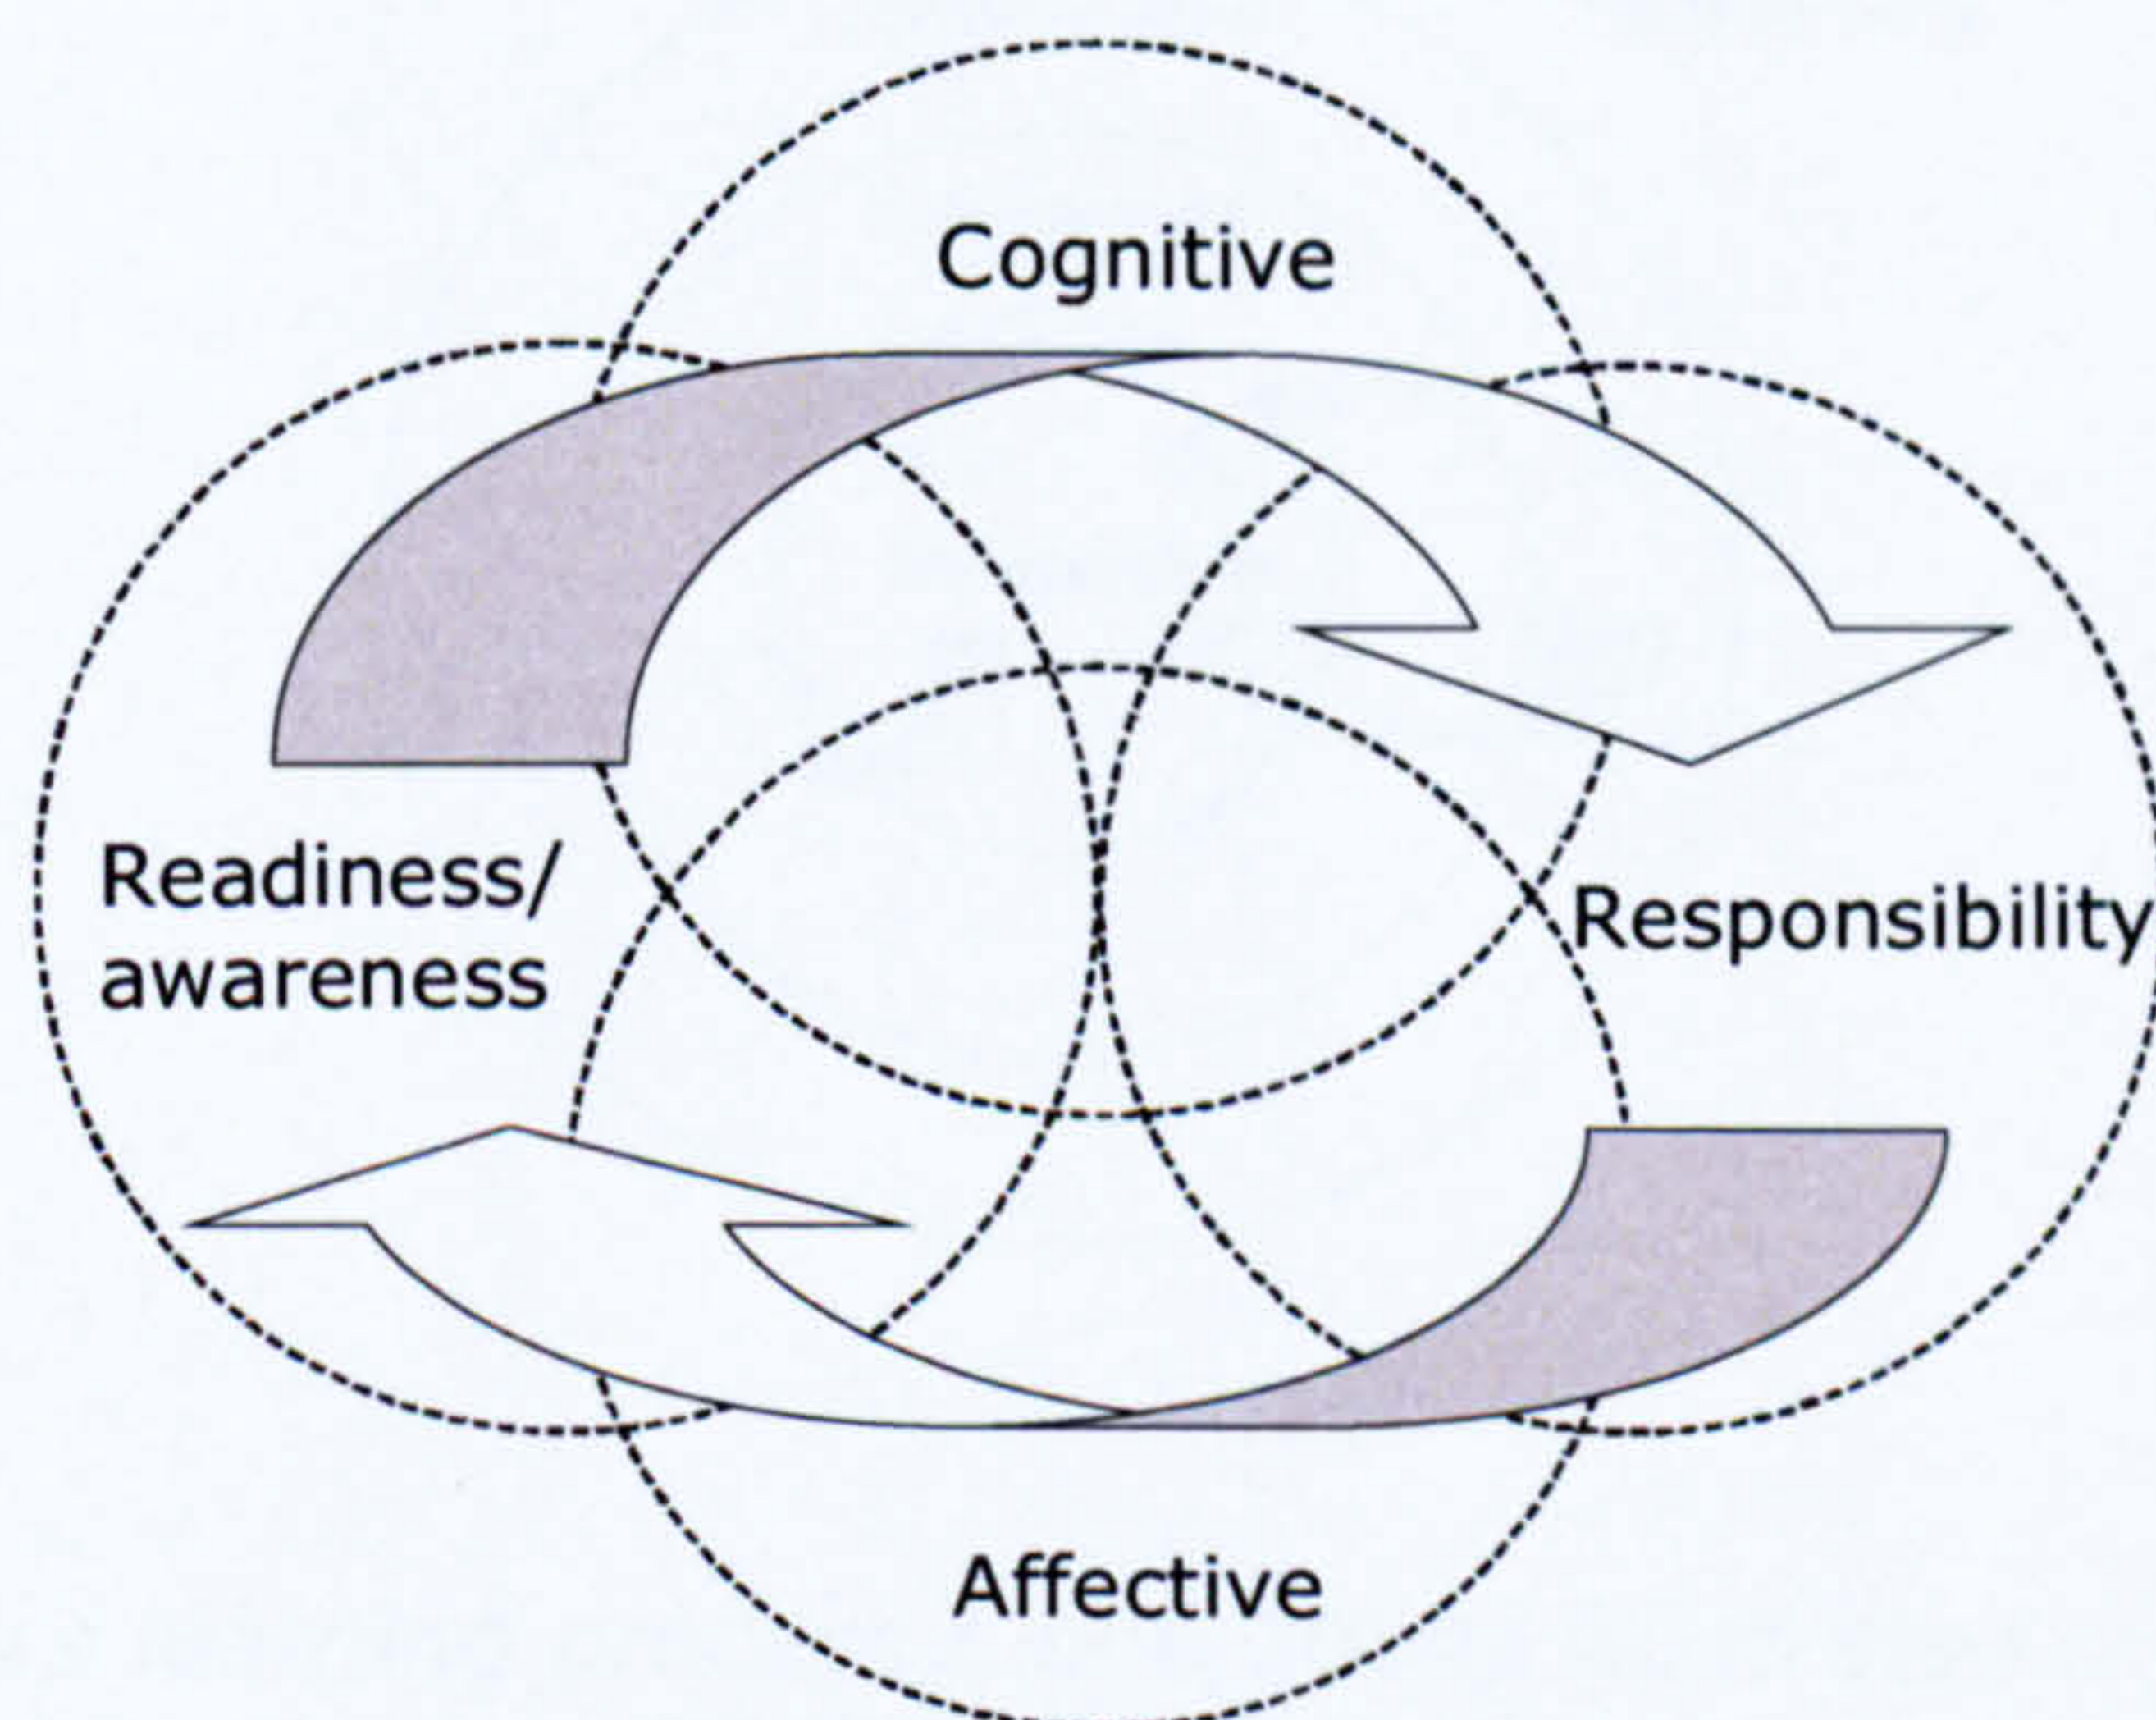 Cognitive
Readiness/
awareness
Responsibility
Affective